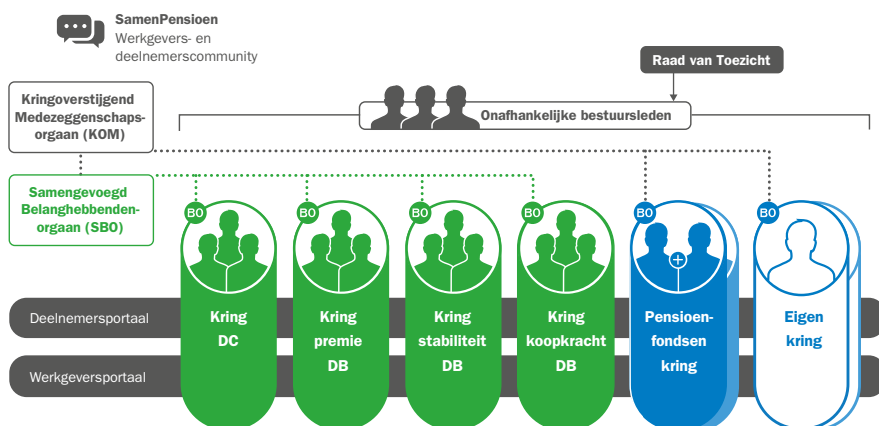 SamenPensioen
Werkgevers- en
deelnemerscommunity
Raad van Toezicht
Kringoverstijgend
Medezeggenschaps-
orgaan (KOM)
Onafhankelijke bestuursleden
Samengevoegd
Belanghebbenden-
orgaan (SBO)
BO
BO
BO
BO
BO
BO
Deelnemersportaal
Werkgeversportaal
Kring
DC
Kring
premie
DB
Kring
stabiliteit
DB
Kring
koopkracht
DB
Pensioen-
fondsen
kring
Eigen
kring